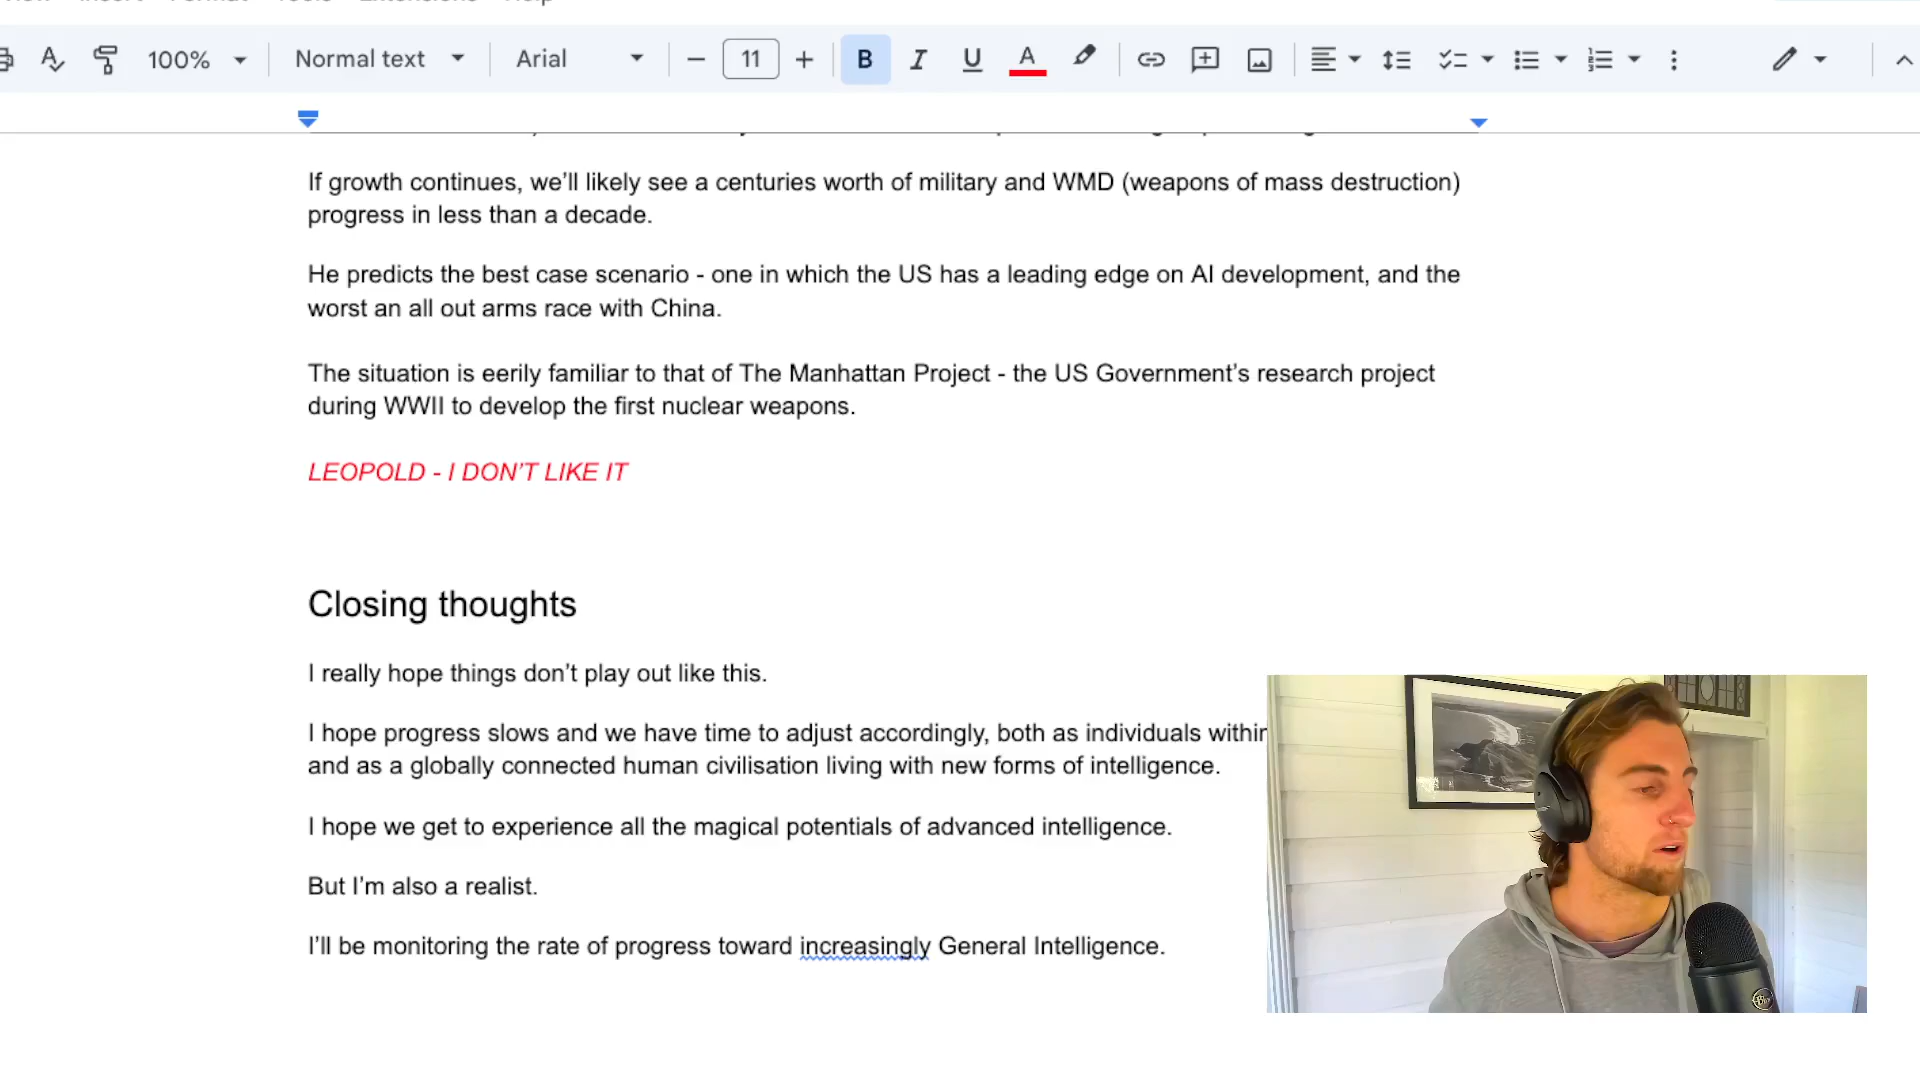 100%
Normal text
Arial
11
B
I
U
A
If growth continues, we'll likely see a centuries worth of military and WMD (weapons of mass destruction)
progress in less than a decade.
He predicts the best case scenario - one in which the US has a leading edge on AI development, and the
worst an all out arms race with China.
The situation is eerily familiar to that of The Manhattan Project - the US Government's research project
during WWII to develop the first nuclear weapons.
LEOPOLD - I DON'T LIKE IT
Closing thoughts
I really hope things don't play out like this.
I hope progress slows and we have time to adjust accordingly, both as individuals within
and as a globally connected human civilisation living with new forms of intelligence.
I hope we get to experience all the magical potentials of advanced intelligence.
But I'm also a realist.
I'll be monitoring the rate of progress toward increasingly General Intelligence.